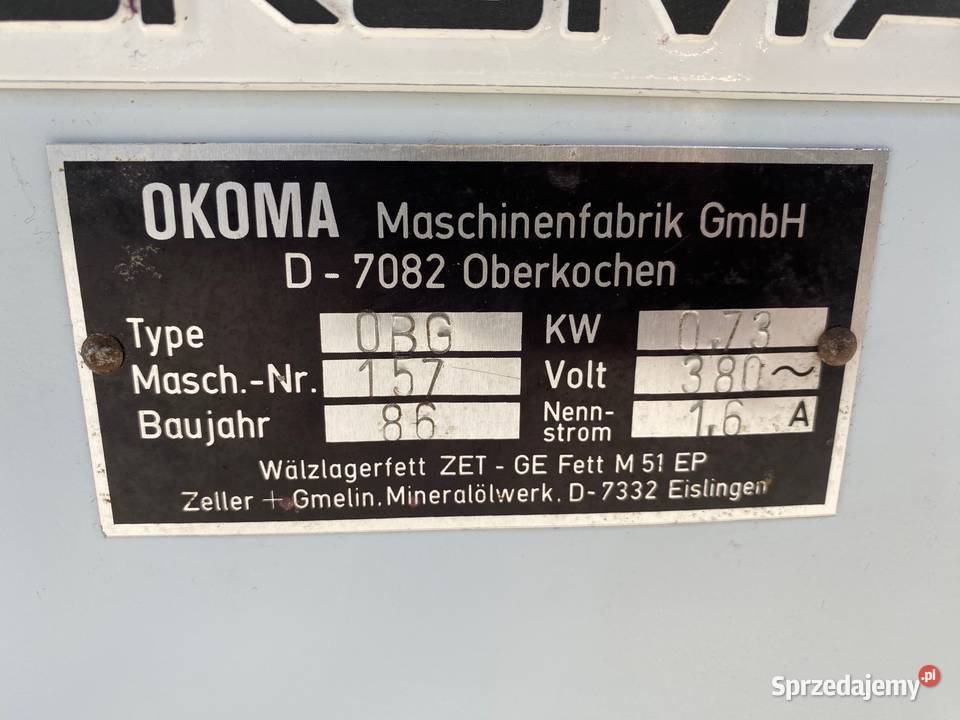 OKOMA
OKOMA Maschinenfabrik GmbH
D - 7082 Oberkochen
Type OBG KW 0,73
Masch.-Nr. 157 Volt 380~
Baujahr 86 Nenn-strom 1.6 A
Wälzlagerfett ZET - GE Fett M 51 EP
Zeller + Gmelin. Mineralölwerk. D-7332 Eislingen
Sprzedajemy.pl